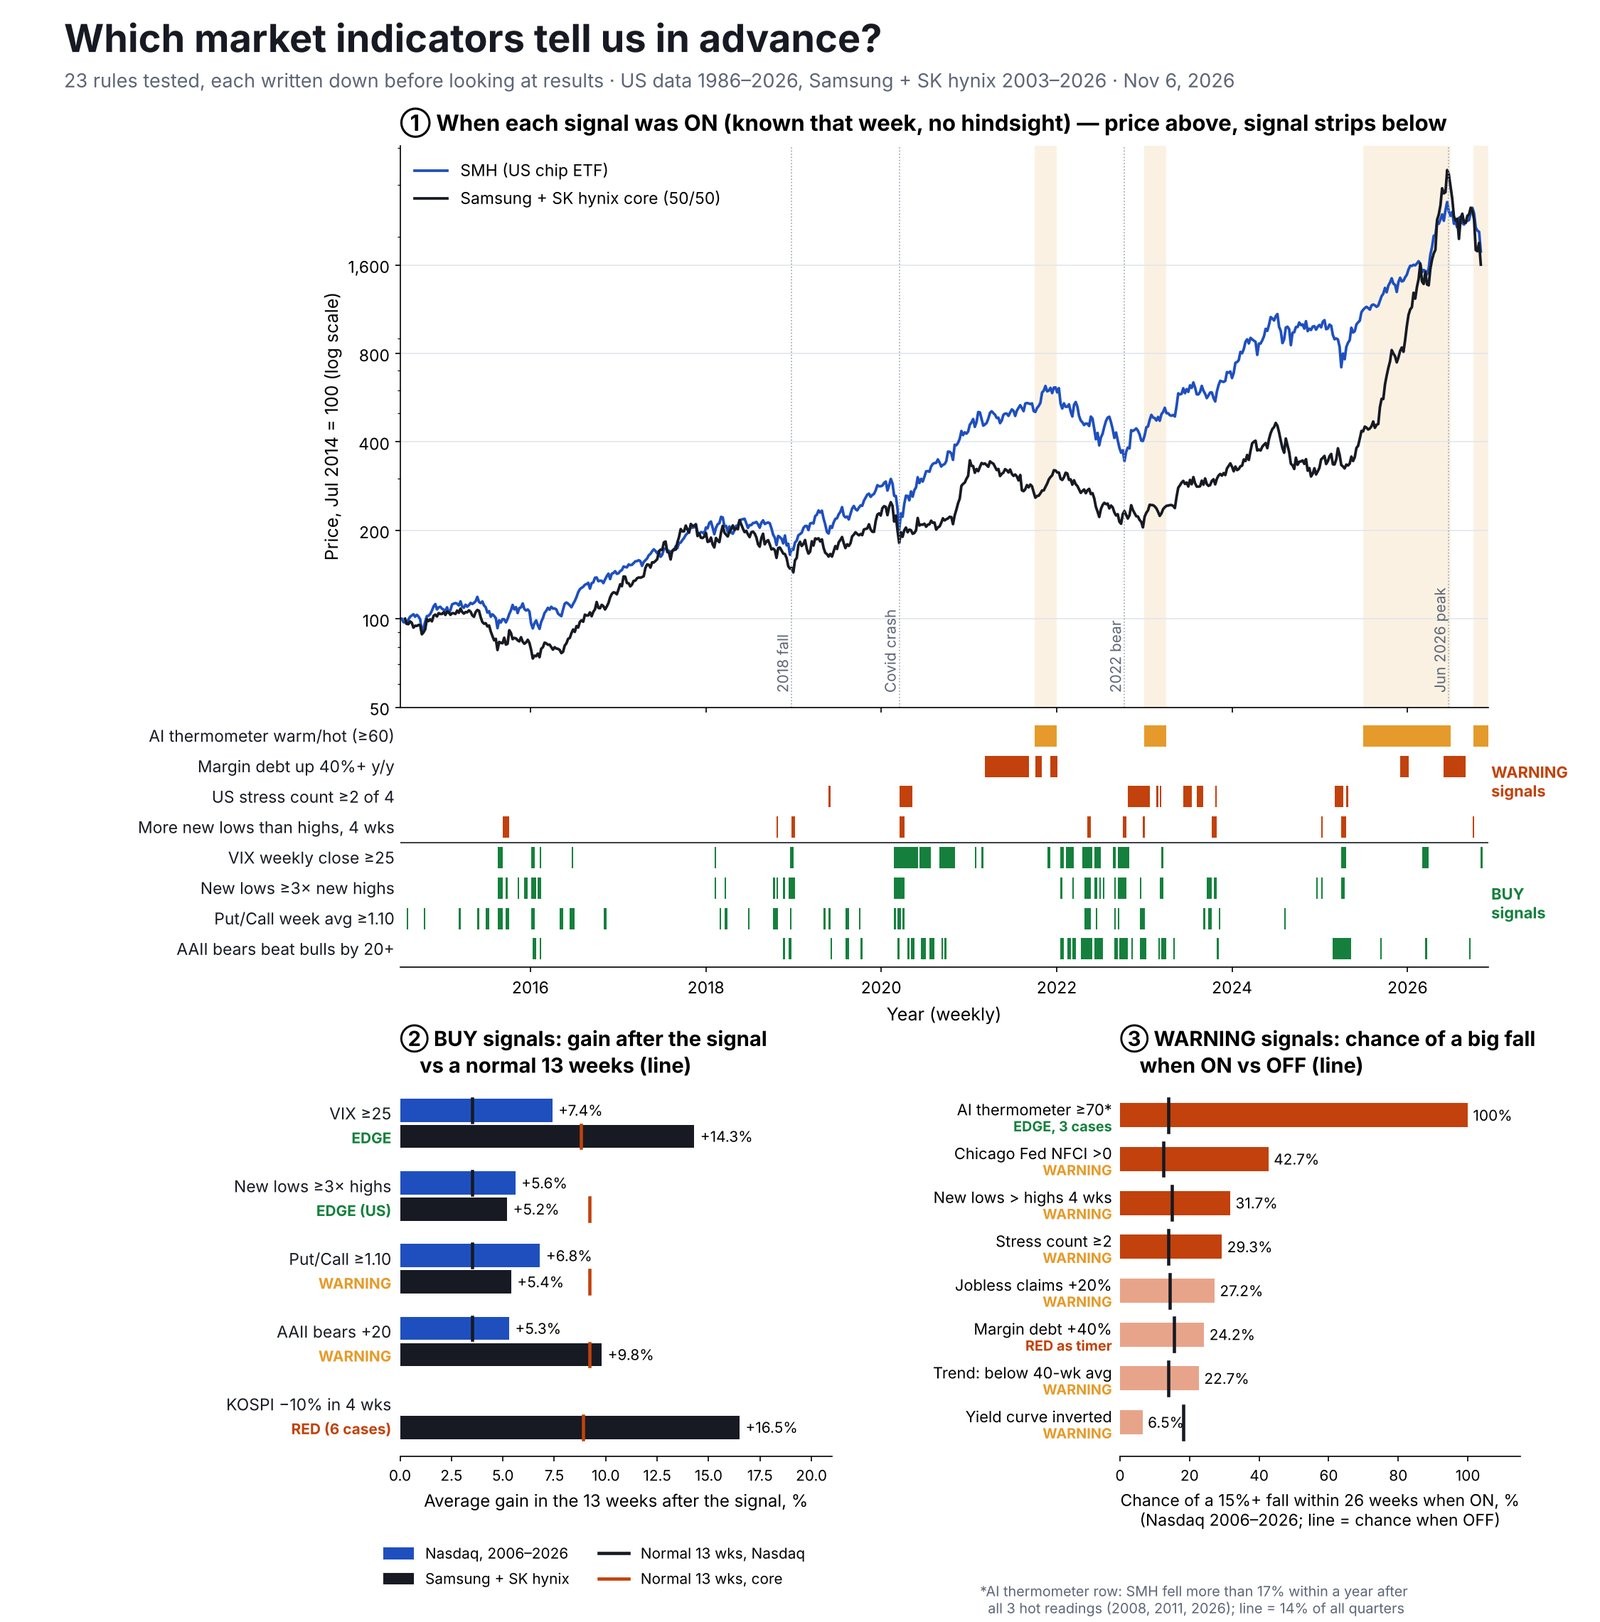 Which market indicators tell us in advance?
23 rules tested, each written down before looking at results · US data 1986–2026, Samsung + SK hynix 2003–2026 · Nov 6, 2026
① When each signal was ON (known that week, no hindsight) — price above, signal strips below
SMH (US chip ETF)
Samsung + SK hynix core (50/50)
Price, Jul 2014 = 100 (log scale)
1,600
800
400
200
100
50
2018 fall
Covid crash
2022 bear
Jun 2026 peak
AI thermometer warm/hot (≥60)
Margin debt up 40%+ y/y
US stress count ≥2 of 4
More new lows than highs, 4 wks
WARNING
signals
VIX weekly close ≥25
New lows ≥3× new highs
Put/Call week avg ≥1.10
AAII bears beat bulls by 20+
BUY
signals
2016 2018 2020 2022 2024 2026
Year (weekly)
② BUY signals: gain after the signal
vs a normal 13 weeks (line)
VIX ≥25
EDGE
+7.4%
+14.3%
New lows ≥3× highs
EDGE (US)
+5.6%
+5.2%
Put/Call ≥1.10
WARNING
+6.8%
+5.4%
AAII bears +20
WARNING
+5.3%
+9.8%
KOSPI −10% in 4 wks
RED (6 cases)
+16.5%
0.0 2.5 5.0 7.5 10.0 12.5 15.0 17.5 20.0
Average gain in the 13 weeks after the signal, %
Nasdaq, 2006–2026
Samsung + SK hynix
Normal 13 wks, Nasdaq
Normal 13 wks, core
③ WARNING signals: chance of a big fall
when ON vs OFF (line)
AI thermometer ≥70*
EDGE, 3 cases
100%
Chicago Fed NFCI >0
WARNING
42.7%
New lows > highs 4 wks
WARNING
31.7%
Stress count ≥2
WARNING
29.3%
Jobless claims +20%
WARNING
27.2%
Margin debt +40%
RED as timer
24.2%
Trend: below 40-wk avg
WARNING
22.7%
Yield curve inverted
WARNING
6.5%
0 20 40 60 80 100
Chance of a 15%+ fall within 26 weeks when ON, %
(Nasdaq 2006–2026; line = chance when OFF)
*AI thermometer row: SMH fell more than 17% within a year after
all 3 hot readings (2008, 2011, 2026); line = 14% of all quarters